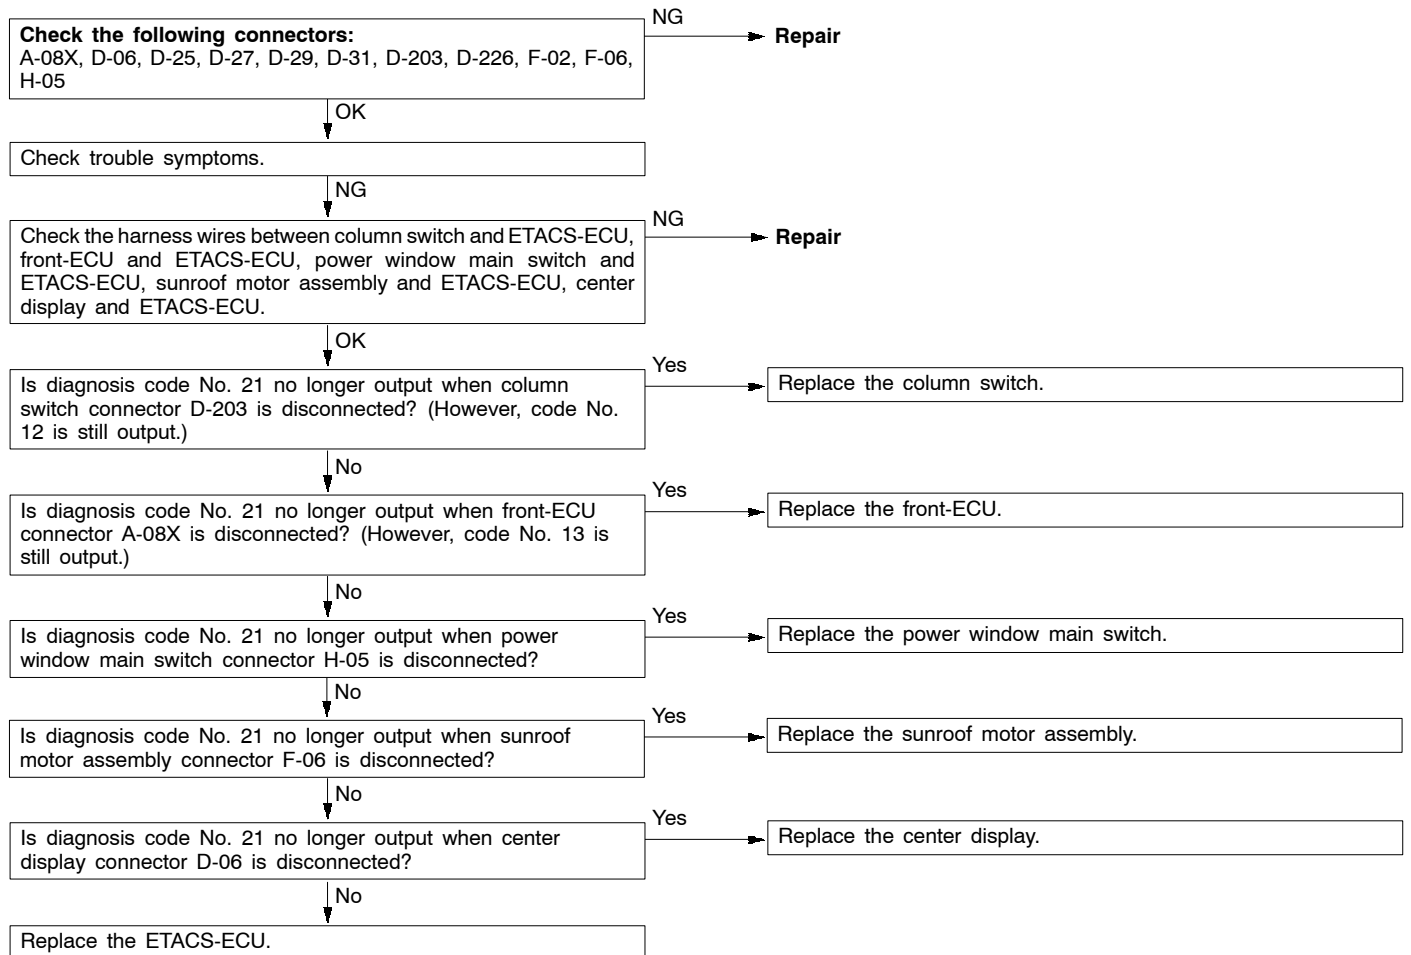 Check the following connectors:
A-08X, D-06, D-25, D-27, D-29, D-31, D-203, D-226, F-02, F-06,
H-05
NG
Repair
OK
Check trouble symptoms.
NG
Check the harness wires between column switch and ETACS-ECU,
front-ECU and ETACS-ECU, power window main switch and
ETACS-ECU, sunroof motor assembly and ETACS-ECU, center
display and ETACS-ECU.
NG
Repair
OK
Is diagnosis code No. 21 no longer output when column
switch connector D-203 is disconnected? (However, code No.
12 is still output.)
Yes
Replace the column switch.
No
Is diagnosis code No. 21 no longer output when front-ECU
connector A-08X is disconnected? (However, code No. 13 is
still output.)
Yes
Replace the front-ECU.
No
Is diagnosis code No. 21 no longer output when power
window main switch connector H-05 is disconnected?
Yes
Replace the power window main switch.
No
Is diagnosis code No. 21 no longer output when sunroof
motor assembly connector F-06 is disconnected?
Yes
Replace the sunroof motor assembly.
No
Is diagnosis code No. 21 no longer output when center
display connector D-06 is disconnected?
Yes
Replace the center display.
No
Replace the ETACS-ECU.